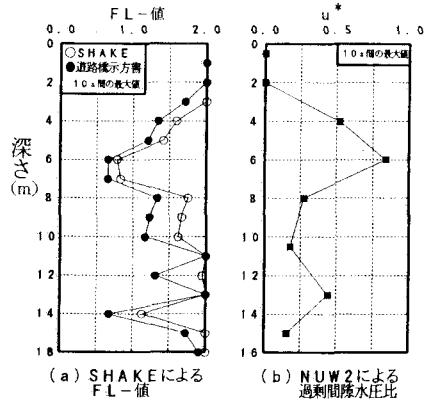 FL-値
0.0 1.0 2.0
○SHAKE
●道路橋示方書
10s間の最大値
深さ(m)
0
2
4
6
8
10
12
14
16
(a) SHAKEによる
FL-値
u*
0.0 0.5 1.0
10s間の最大値
0
2
4
6
8
10
12
14
16
(b) NUW2による
過剰間隙水圧比